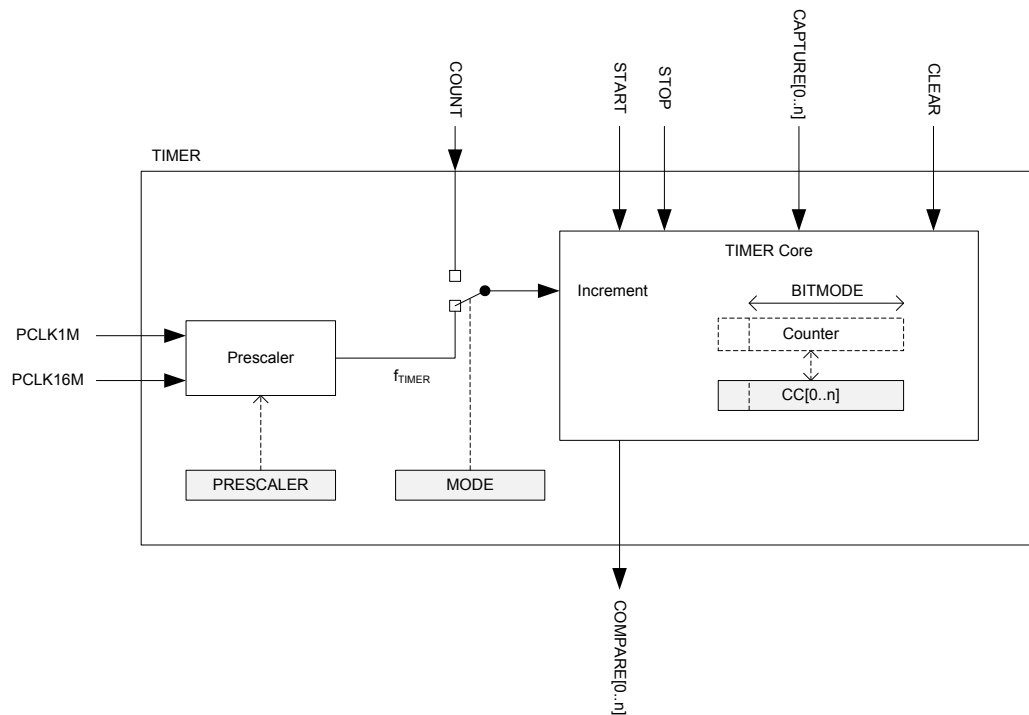 COUNT
START
STOP
CAPTURE[0..n]
CLEAR
TIMER
TIMER Core
Increment
BITMODE
Counter
CC[0..n]
PCLK1M
PCLK16M
Prescaler
fTIMER
PRESCALER
MODE
COMPARE[0..n]